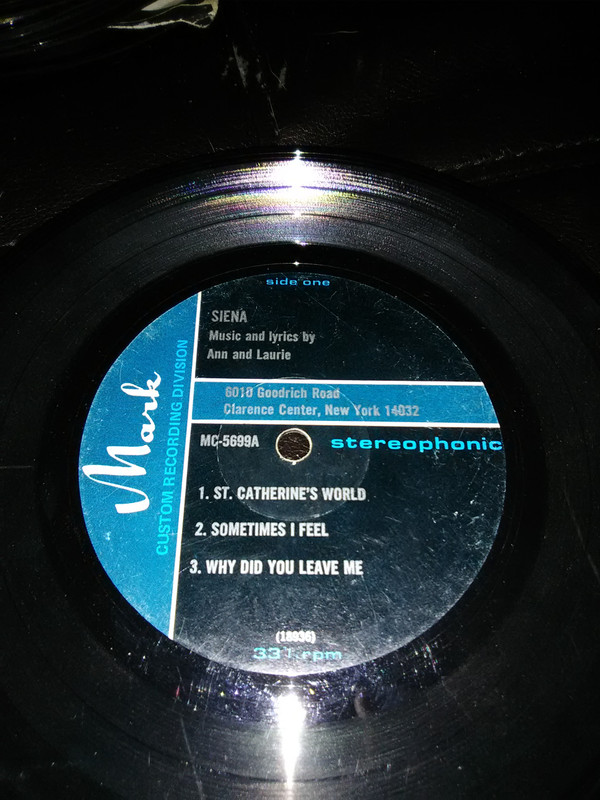 side one
SIENA
Music and lyrics by
Ann and Laurie
6010 Goodrich Road
Clarence Center, New York 14032
Mark
CUSTOM RECORDING DIVISION
MC-5699A
stereophonic
1. ST. CATHERINE'S WORLD
2. SOMETIMES I FEEL
3. WHY DID YOU LEAVE ME
(18036)
rpm